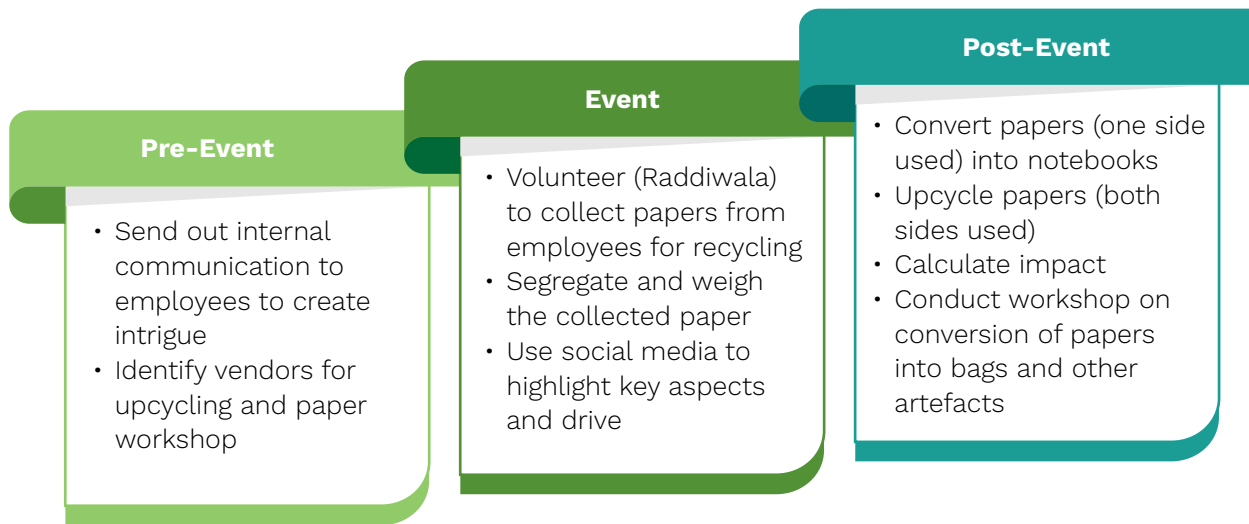 Pre-Event
• Send out internal
communication to
employees to create
intrigue
• Identify vendors for
upcycling and paper
workshop
Event
• Volunteer (Raddiwala)
to collect papers from
employees for recycling
• Segregate and weigh
the collected paper
• Use social media to
highlight key aspects
and drive
Post-Event
• Convert papers (one side
used) into notebooks
• Upcycle papers (both
sides used)
• Calculate impact
• Conduct workshop on
conversion of papers
into bags and other
artefacts